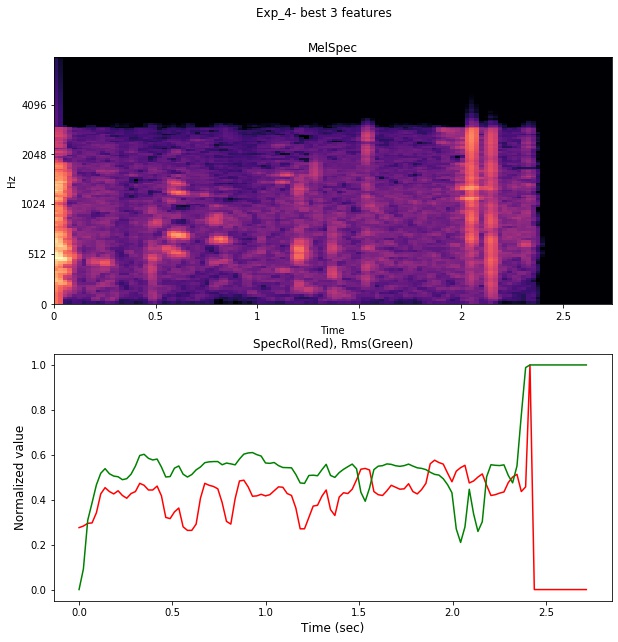 Exp_4- best 3 features
MelSpec
4096
2048
1024
512
0
Hz
0 0.5 1 1.5 2 2.5
Time
SpecRol(Red), Rms(Green)
1.0
0.8
0.6
0.4
0.2
0.0
Normalized value
0.0 0.5 1.0 1.5 2.0 2.5
Time (sec)